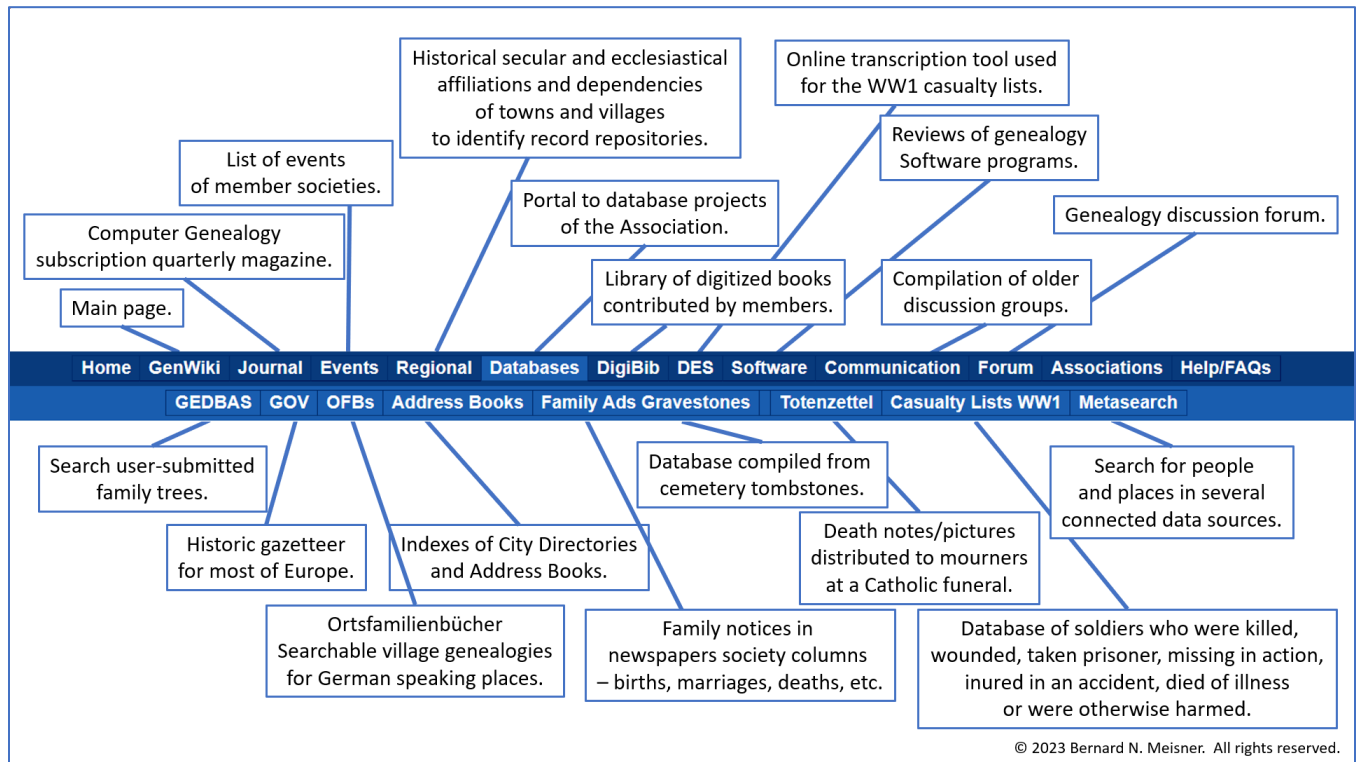 Historical secular and ecclesiastical
affiliations and dependencies
of towns and villages
to identify record repositories.
Online transcription tool used
for the WW1 casualty lists.
Reviews of genealogy
Software programs.
List of events
of member societies.
Portal to database projects
of the Association.
Genealogy discussion forum.
Computer Genealogy
subscription quarterly magazine.
Library of digitized books
contributed by members.
Compilation of older
discussion groups.
Main page.
Home GenWiki Journal Events Regional Databases DigiBib DES Software Communication Forum Associations Help/FAQs
GEDBAS GOV OFBs Address Books Family Ads Gravestones Totenzettel Casualty Lists WW1 Metasearch
Search user-submitted
family trees.
Database compiled from
cemetery tombstones.
Search for people
and places in several
connected data sources.
Historic gazetteer
for most of Europe.
Indexes of City Directories
and Address Books.
Death notes/pictures
distributed to mourners
at a Catholic funeral.
Ortsfamilienbücher
Searchable village genealogies
for German speaking places.
Family notices in
newspapers society columns
– births, marriages, deaths, etc.
Database of soldiers who were killed,
wounded, taken prisoner, missing in action,
inured in an accident, died of illness
or were otherwise harmed.
© 2023 Bernard N. Meisner. All rights reserved.